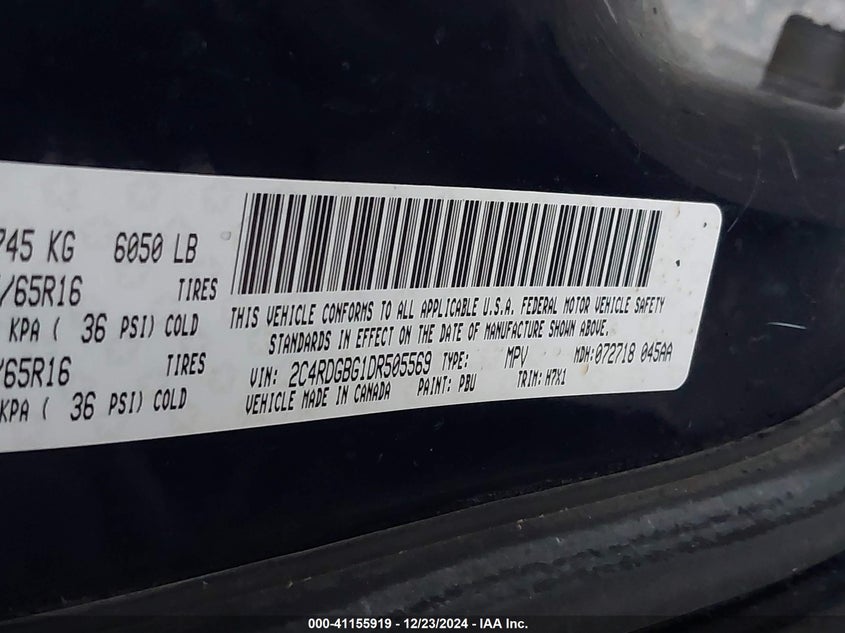 745 KG 6050 LB
/65R16 TIRES
KPA ( 36 PSI) COLD
/65R16 TIRES
KPA ( 36 PSI) COLD
THIS VEHICLE CONFORMS TO ALL APPLICABLE U.S.A. FEDERAL MOTOR VEHICLE SAFETY
STANDARDS IN EFFECT ON THE DATE OF MANUFACTURE SHOWN ABOVE.
VIN: 2C4RDGBG1DR505569 TYPE: MPV MDH:072718 045AA
VEHICLE MADE IN CANADA PAINT: PBU TRIM: H7X1
000-41155919 - 12/23/2024 - IAA Inc.